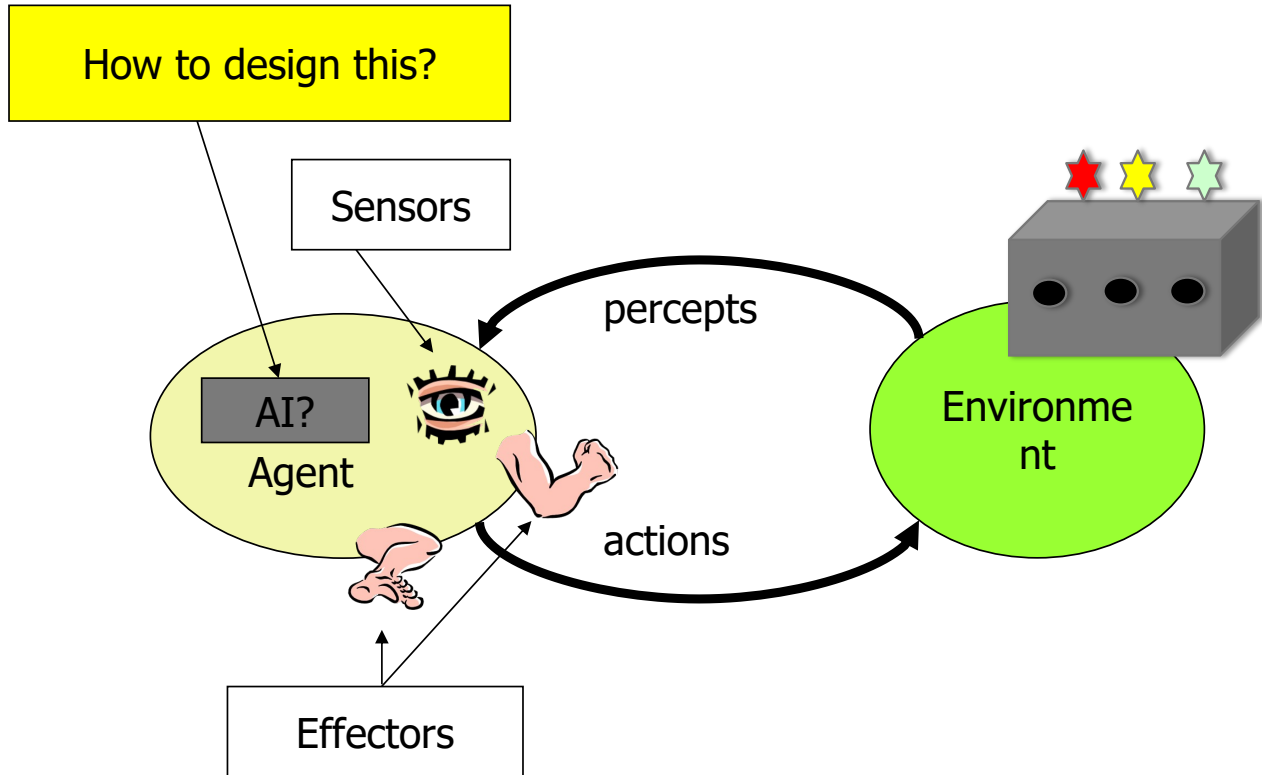 How to design this?
Sensors
percepts
AI?
Agent
Environme
nt
actions
Effectors